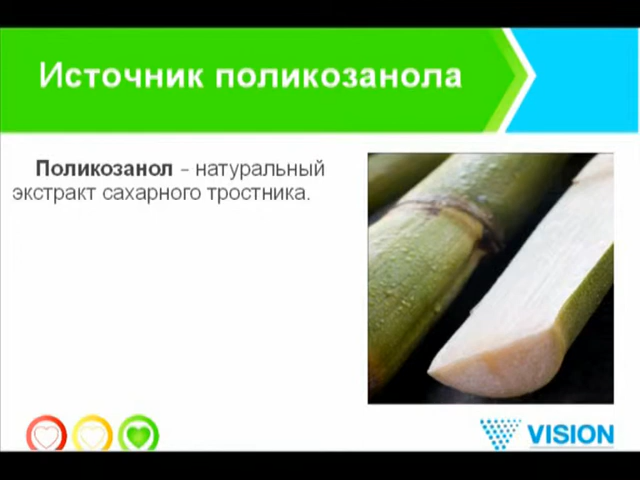 Источник поликозанола
Поликозанол - натуральный
экстракт сахарного тростника.
VISION